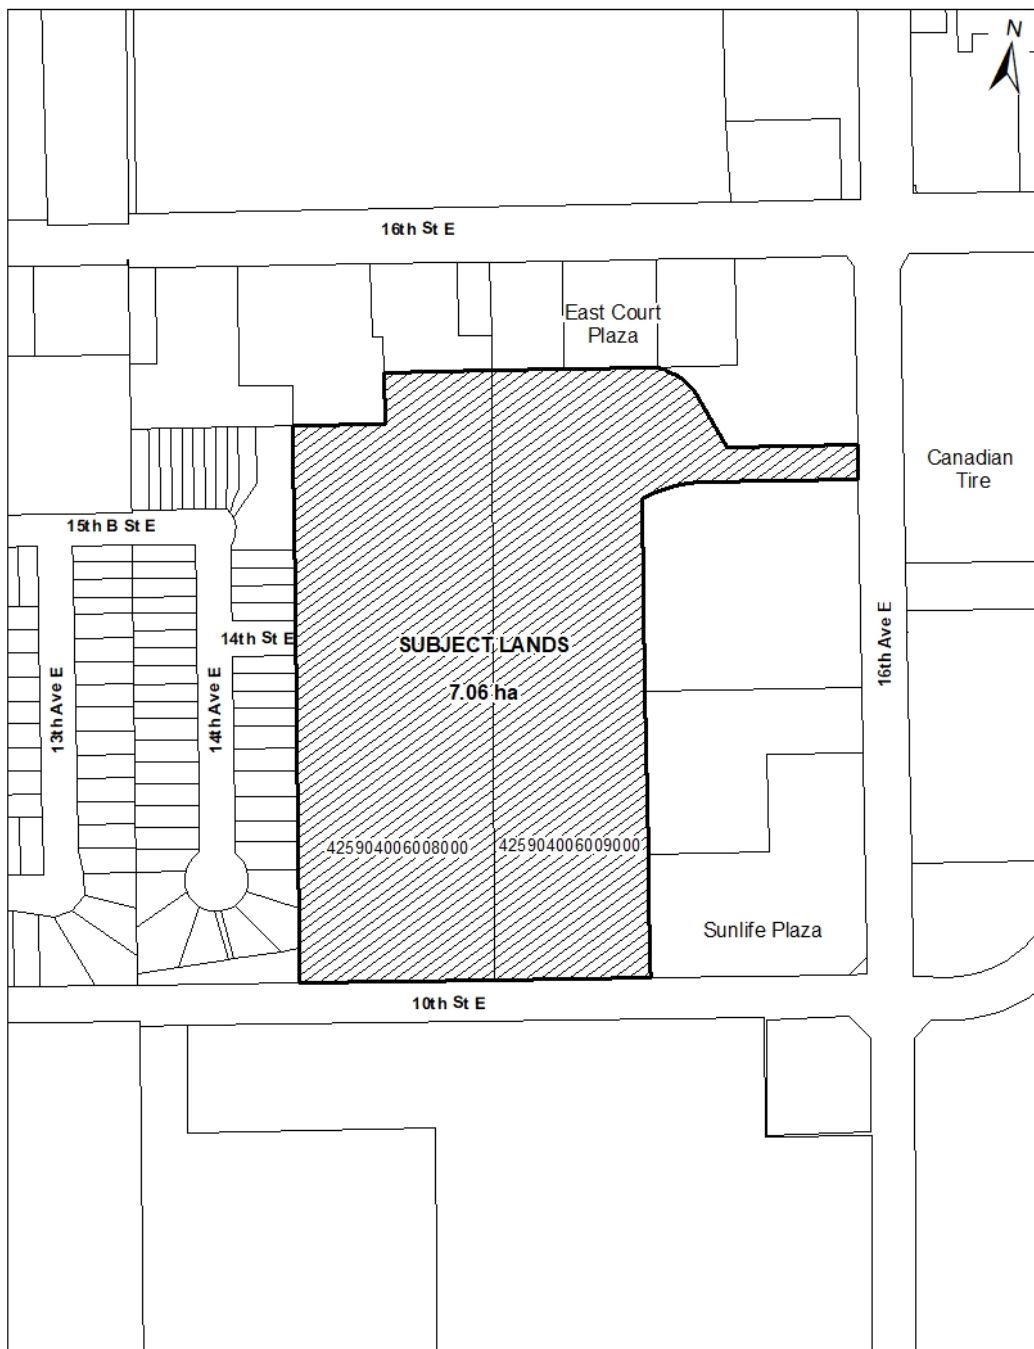 N
16th St E
East Court
Plaza
Canadian
Tire
15th B St E
14th St E
SUBJECT LANDS
7.06 ha
13th Ave E
14th Ave E
16th Ave E
425904006008000
425904006009000
Sunlife Plaza
10th St E